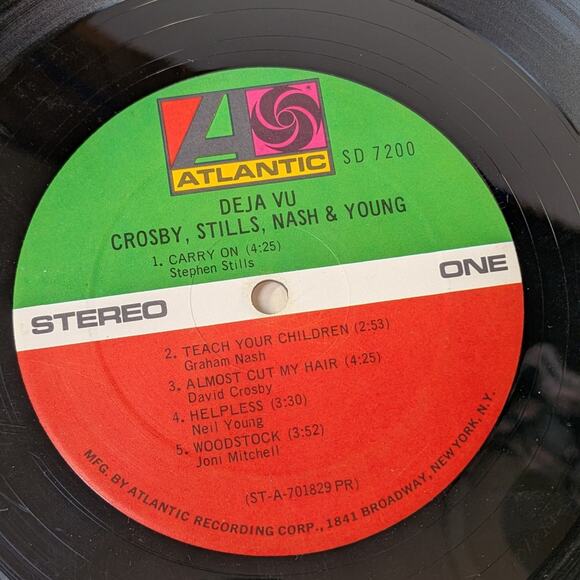 ATLANTIC
SD 7200
DEJA VU
CROSBY, STILLS, NASH & YOUNG
1. CARRY ON (4:25)
Stephen Stills
STEREO
ONE
2. TEACH YOUR CHILDREN (2:53)
Graham Nash
3. ALMOST CUT MY HAIR (4:25)
David Crosby
4. HELPLESS (3:30)
Neil Young
5. WOODSTOCK (3:52)
Joni Mitchell
(ST-A-701829 PR)
MFG. BY ATLANTIC RECORDING CORP., 1841 BROADWAY, NEW YORK, N.Y.